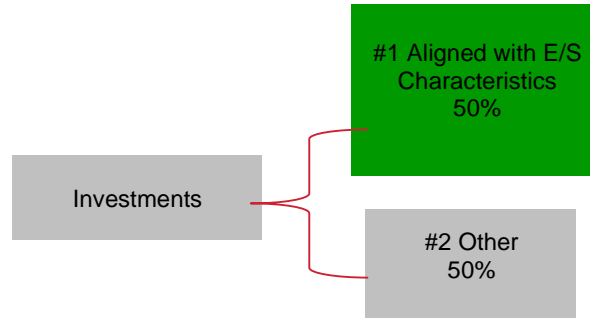 #1 Aligned with E/S
Characteristics
50%
Investments
#2 Other
50%